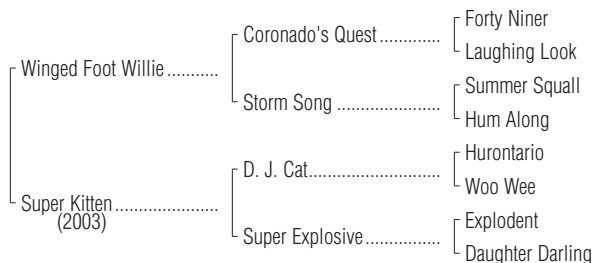 Forty Niner
Coronado's Quest..............
Laughing Look
Winged Foot Willie...........
Summer Squall
Storm Song .......................
Hum Along
Hurontario
D. J. Cat.............................
Woo Wee
Super Kitten.......................
(2003)
Explodent
Super Explosive.................
Daughter Darling